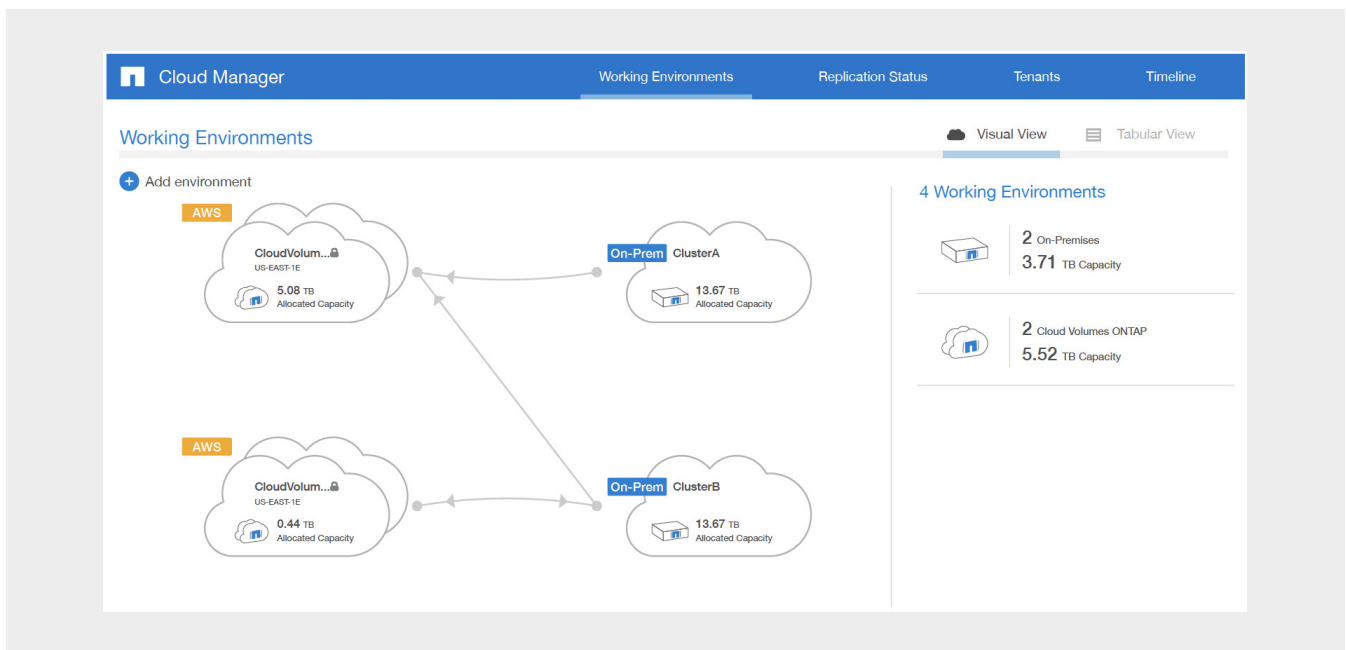 Cloud Manager
Working Environments
Replication Status
Tenants
Timeline
Working Environments
Visual View
Tabular View
Add environment
AWS
CloudVolum...
US-EAST-1E
5.08 TB
Allocated Capacity
On-Prem ClusterA
13.67 TB
Allocated Capacity
AWS
CloudVolum...
US-EAST-1E
0.44 TB
Allocated Capacity
On-Prem ClusterB
13.67 TB
Allocated Capacity
4 Working Environments
2 On-Premises
3.71 TB Capacity
2 Cloud Volumes ONTAP
5.52 TB Capacity